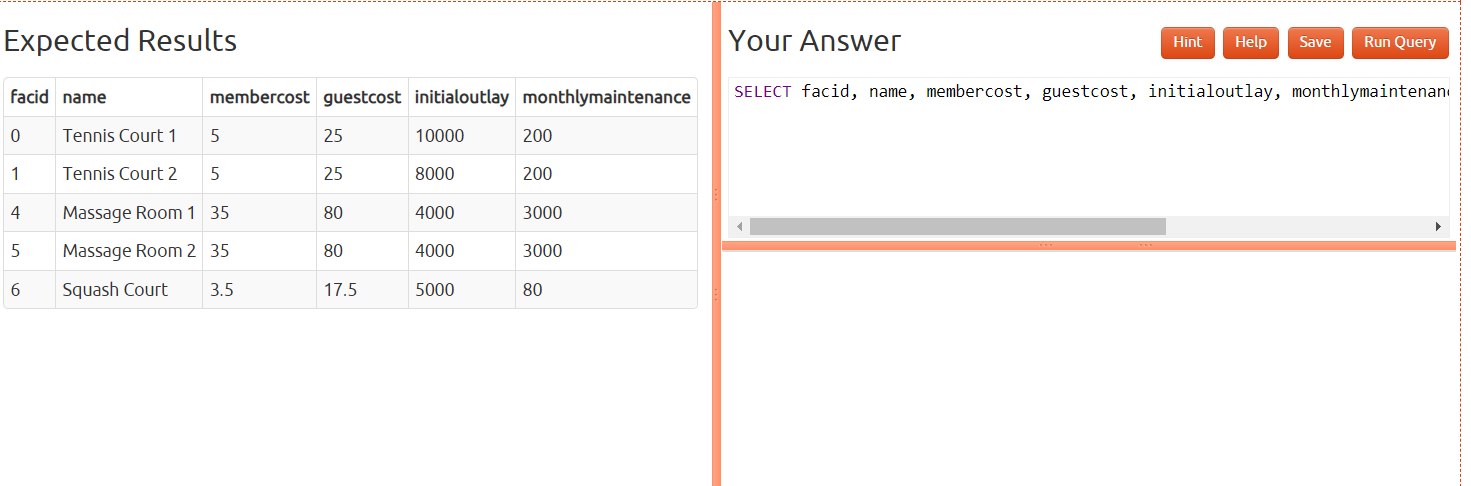 Expected Results
Your Answer
Hint Help Save Run Query
facid name membercost guestcost initialoutlay monthlymaintenance
0 Tennis Court 1 5 25 10000 200
1 Tennis Court 2 5 25 8000 200
4 Massage Room 1 35 80 4000 3000
5 Massage Room 2 35 80 4000 3000
6 Squash Court 3.5 17.5 5000 80
SELECT facid, name, membercost, guestcost, initialoutlay, monthlymaintenanc